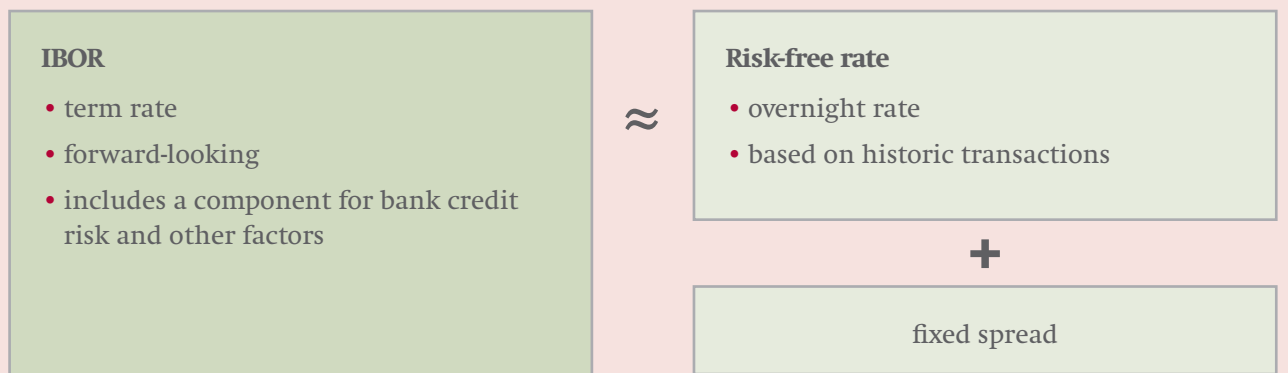 IBOR
• term rate
• forward-looking
• includes a component for bank credit
risk and other factors
≈
Risk-free rate
• overnight rate
• based on historic transactions
+
fixed spread